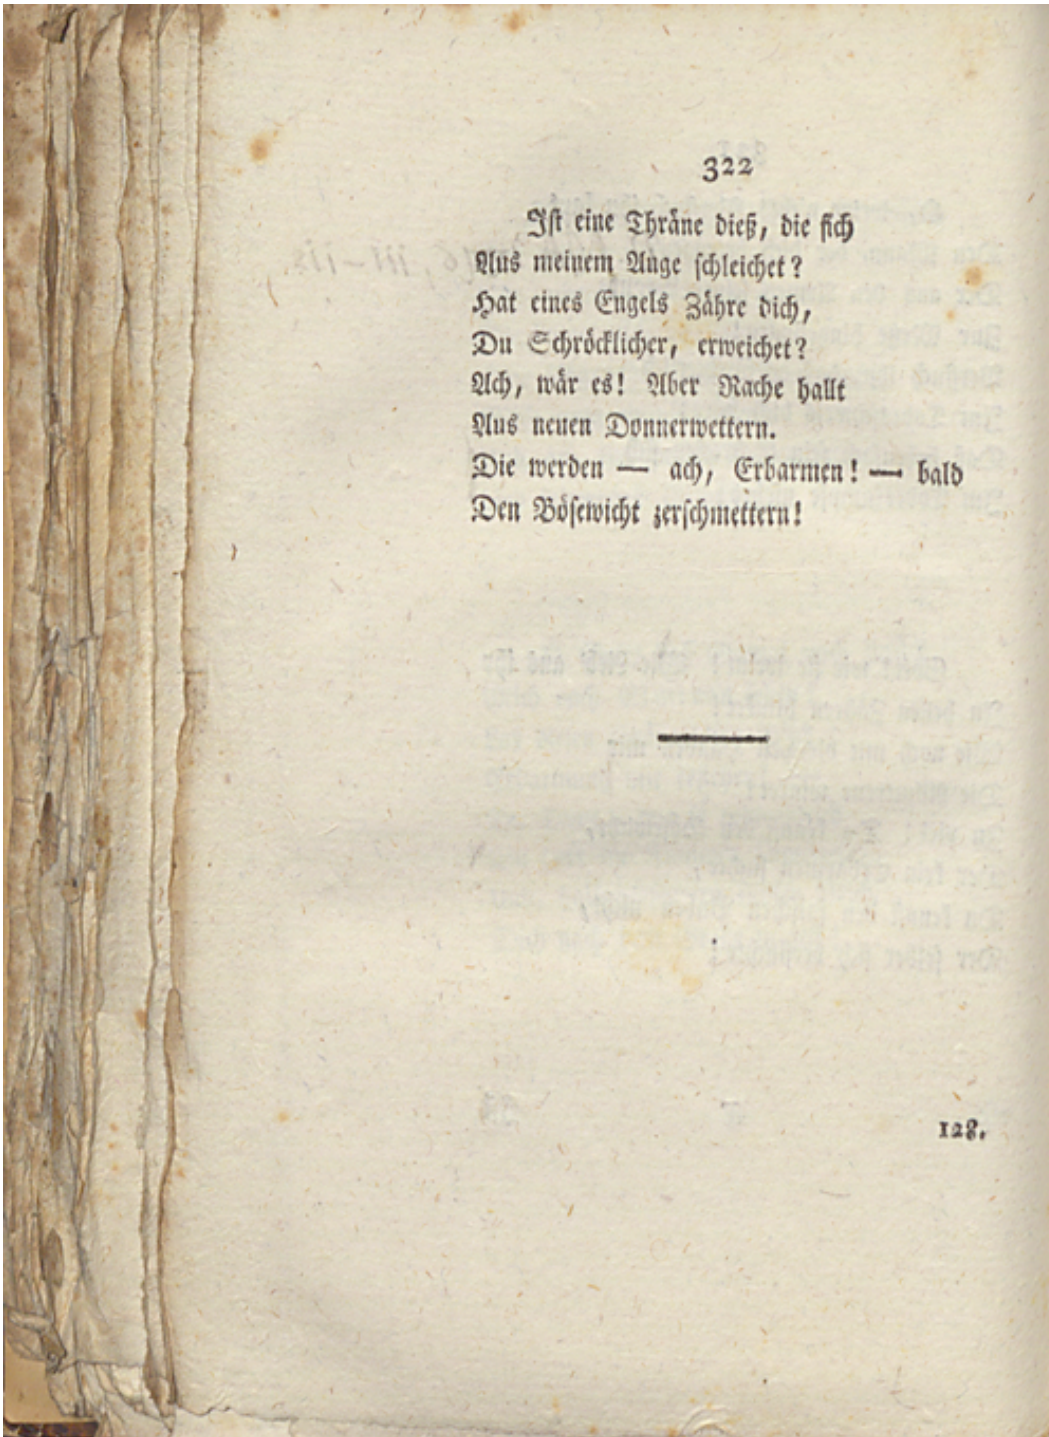 322
Ist eine Thräne dieß, die sich
Aus meinem Auge schleichet?
Hat eines Engels Zähre dich,
Du Schröcklicher, erweichet?
Ach, wär es! Aber Rache hallt
Aus neuen Donnerwettern.
Die werden — ach, Erbarmen! — bald
Den Bösewicht zerschmettern!
128.